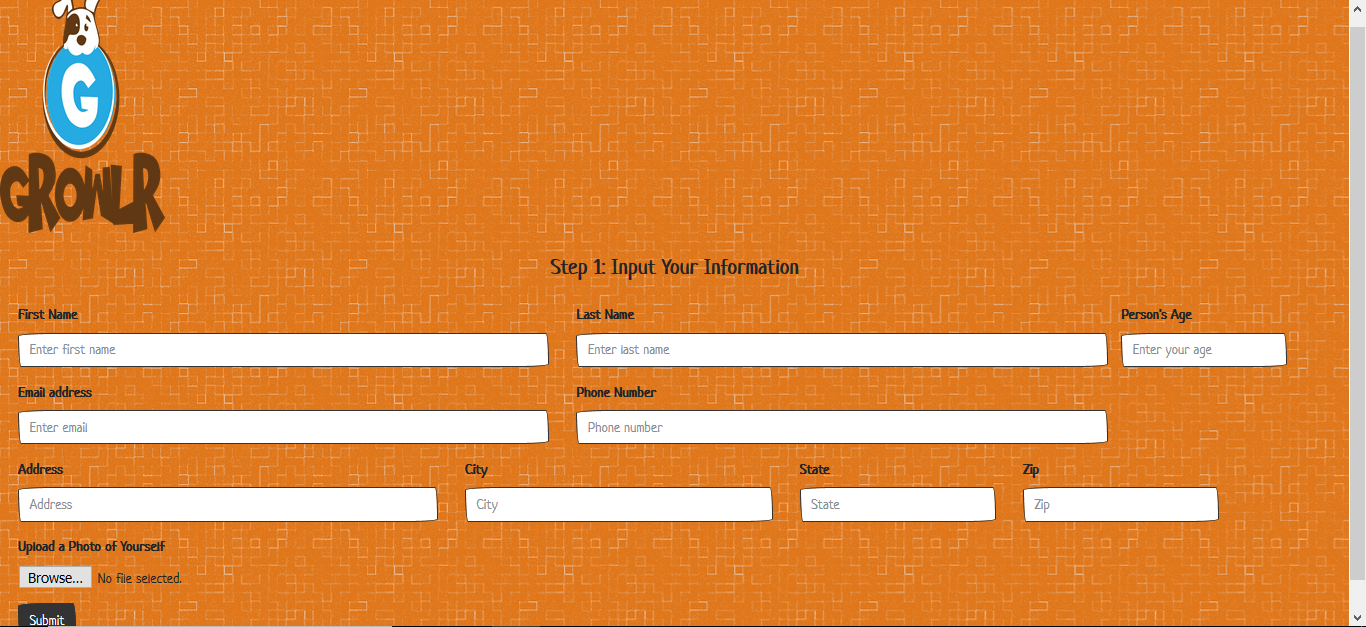 G
GROWLR
Step 1: Input Your Information
First Name Last Name Person's Age
Enter first name Enter last name Enter your age
Email address Phone Number
Enter email Phone number
Address City State Zip
Address City State Zip
Upload a Photo of Yourself
Browse... No file selected.
Submit